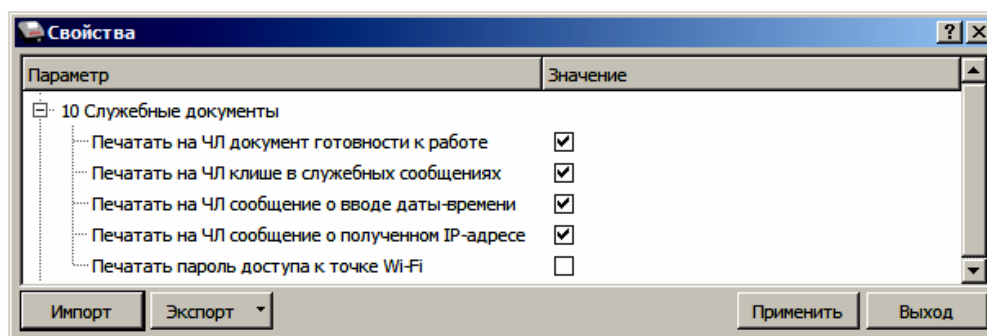 Свойства
Параметр Значение
10 Служебные документы
Печатать на ЧЛ документ готовности к работе
Печатать на ЧЛ клише в служебных сообщениях
Печатать на ЧЛ сообщение о вводе даты-времени
Печатать на ЧЛ сообщение о полученном IP-адресе
Печатать пароль доступа к точке Wi-Fi
Импорт Экспорт Применить Выход